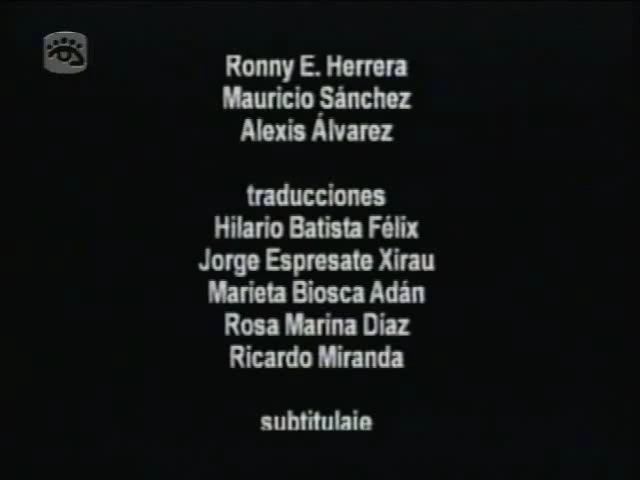 Ronny E. Herrera
Mauricio Sánchez
Alexis Álvarez
traducciones
Hilario Batista Félix
Jorge Espresate Xirau
Marieta Biosca Adán
Rosa Marina Díaz
Ricardo Miranda
subtitulaje